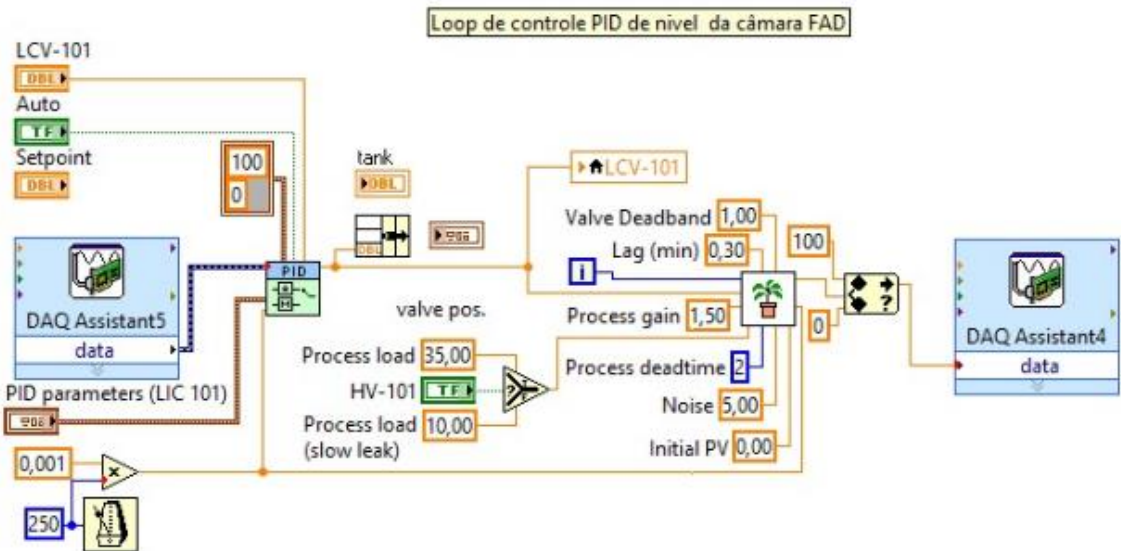 Loop de controle PID de nivel da câmara FAD
LCV-101
DBL
Auto
TF
Setpoint
DBL
100
0
tank
DBL
LCV-101
DBL
Valve Deadband 1,00
Lag (min) 0,30
100
i
PID
DAQ Assistant5
data
valve pos.
Process gain 1,50
0
DAQ Assistant4
data
Process load 35,00
Process deadtime 2
HV-101 TF
?
PID parameters (LIC 101)
Noise 5,00
Process load 10,00
(slow leak)
Initial PV 0,00
0,001
x
250